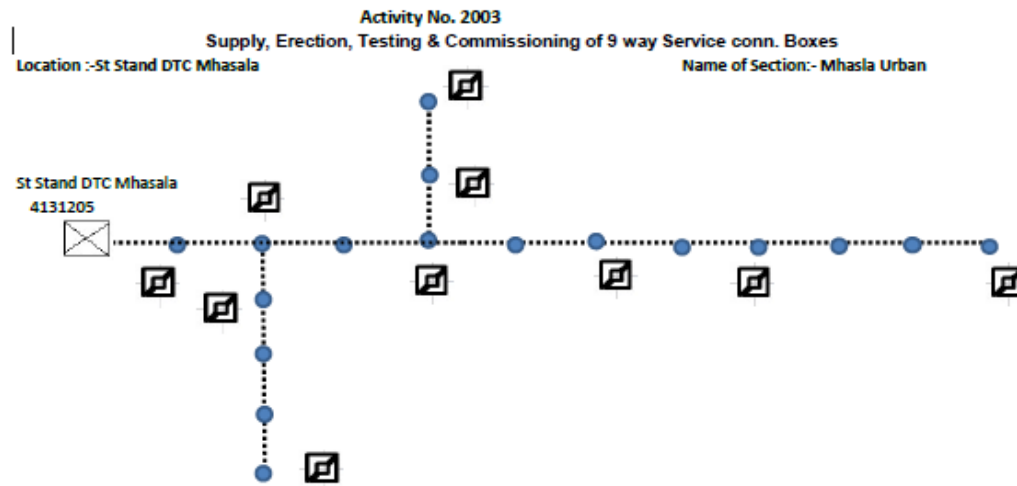 Activity No. 2003
Supply, Erection, Testing & Commissioning of 9 way Service conn. Boxes
Location :-St Stand DTC Mhasala Name of Section:- Mhasla Urban
St Stand DTC Mhasala
4131205